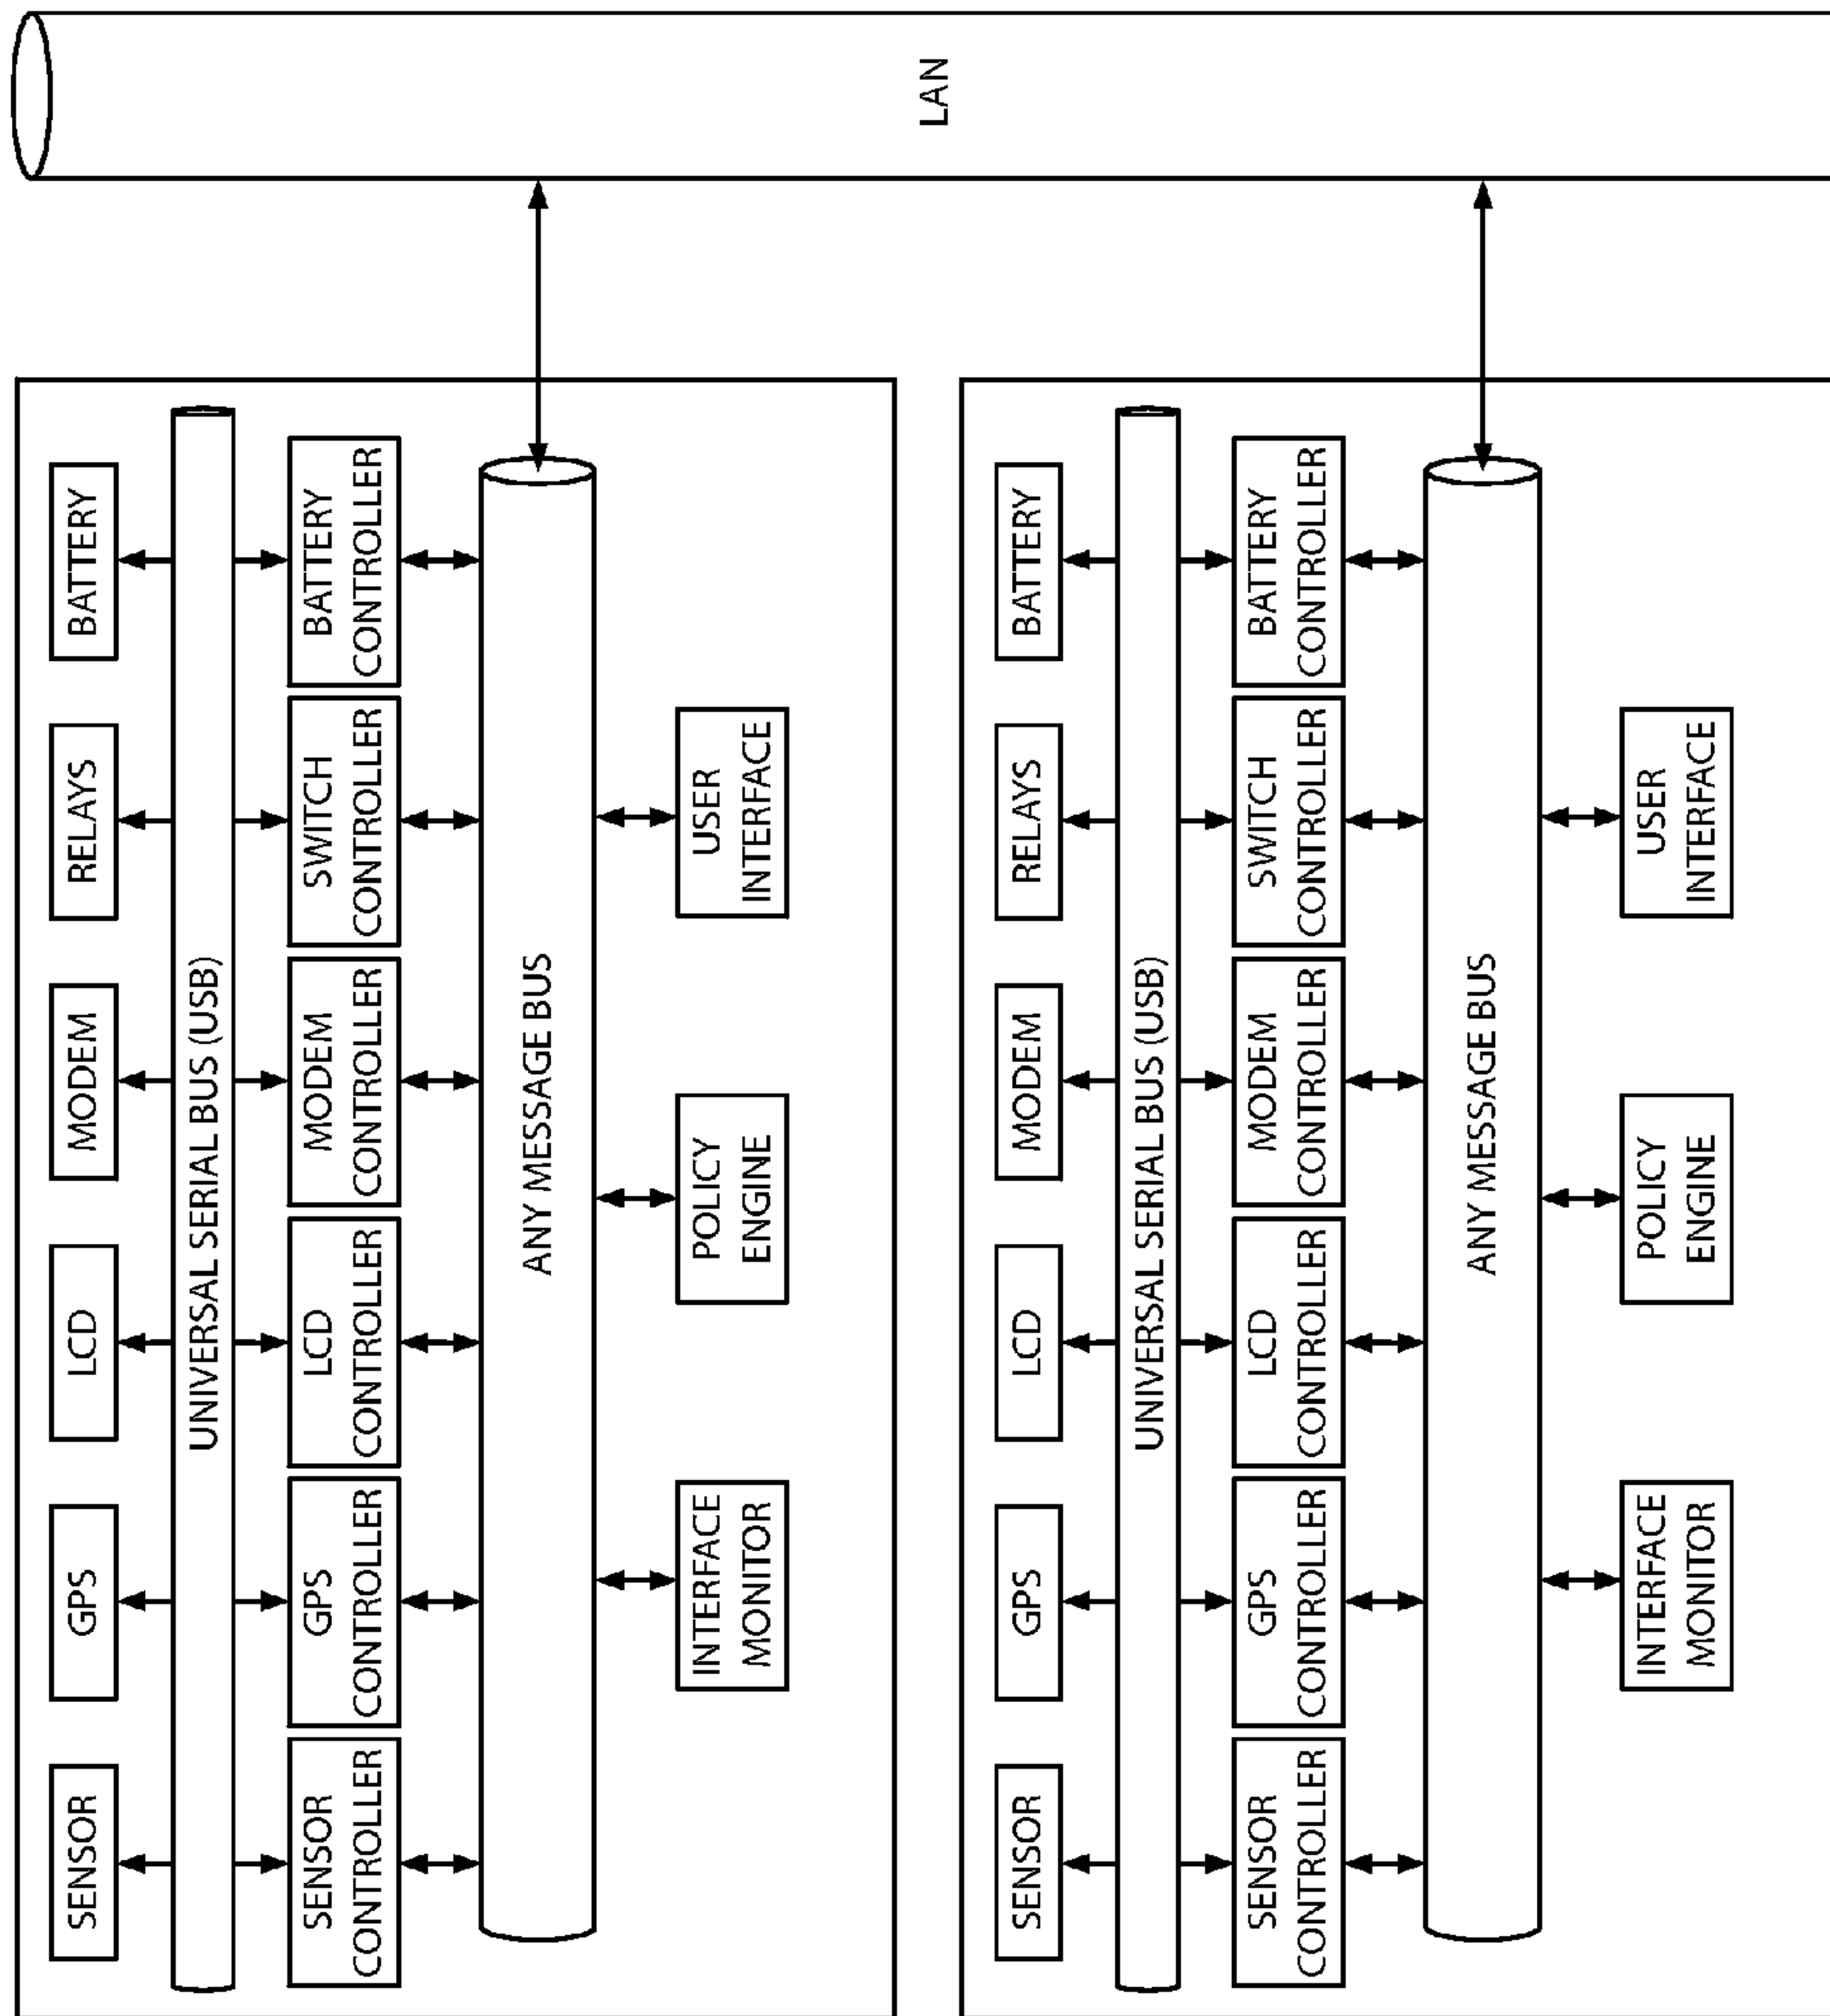 LAN
SENSOR
GPS
LCD
MODEM
RELAYS
BATTERY
UNIVERSAL SERIAL BUS (USB)
SENSOR
CONTROLLER
GPS
CONTROLLER
LCD
CONTROLLER
MODEM
CONTROLLER
SWITCH
CONTROLLER
BATTERY
CONTROLLER
ANY MESSAGE BUS
INTERFACE
MONITOR
POLICY
ENGINE
USER
INTERFACE
SENSOR
GPS
LCD
MODEM
RELAYS
BATTERY
UNIVERSAL SERIAL BUS (USB)
SENSOR
CONTROLLER
GPS
CONTROLLER
LCD
CONTROLLER
MODEM
CONTROLLER
SWITCH
CONTROLLER
BATTERY
CONTROLLER
ANY MESSAGE BUS
INTERFACE
MONITOR
POLICY
ENGINE
USER
INTERFACE